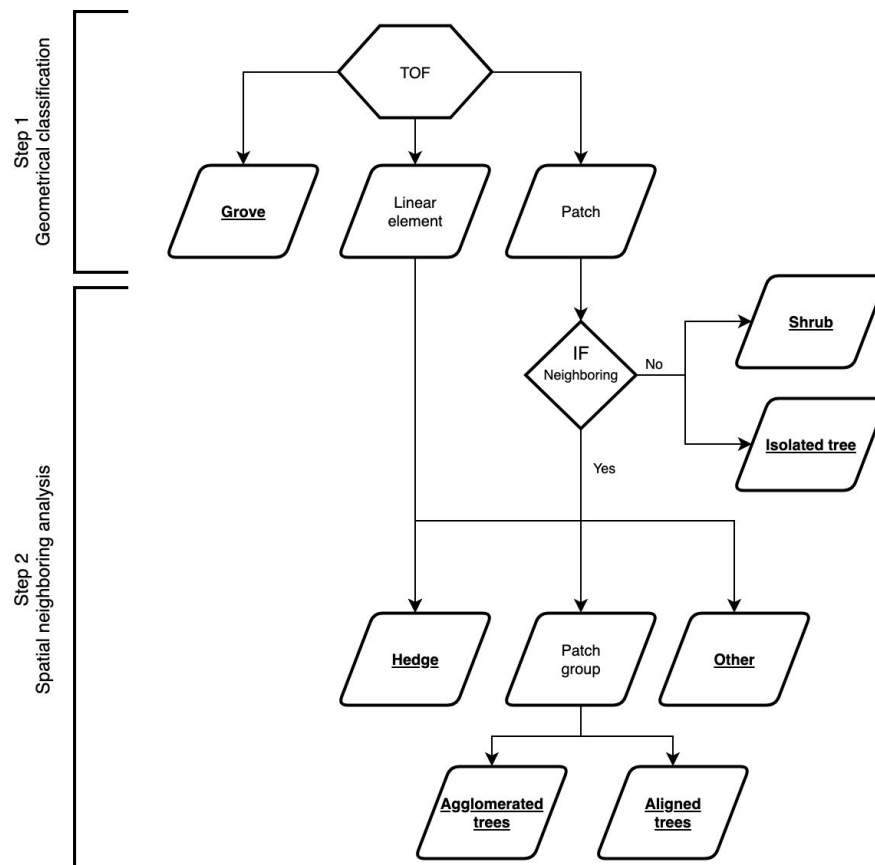 Step 1
Geometrical classification
TOF
Grove
Linear
element
Patch
IF
Neighboring
No
Shrub
Isolated tree
Yes
Step 2
Spatial neighboring analysis
Hedge
Patch
group
Other
Agglomerated
trees
Aligned
trees